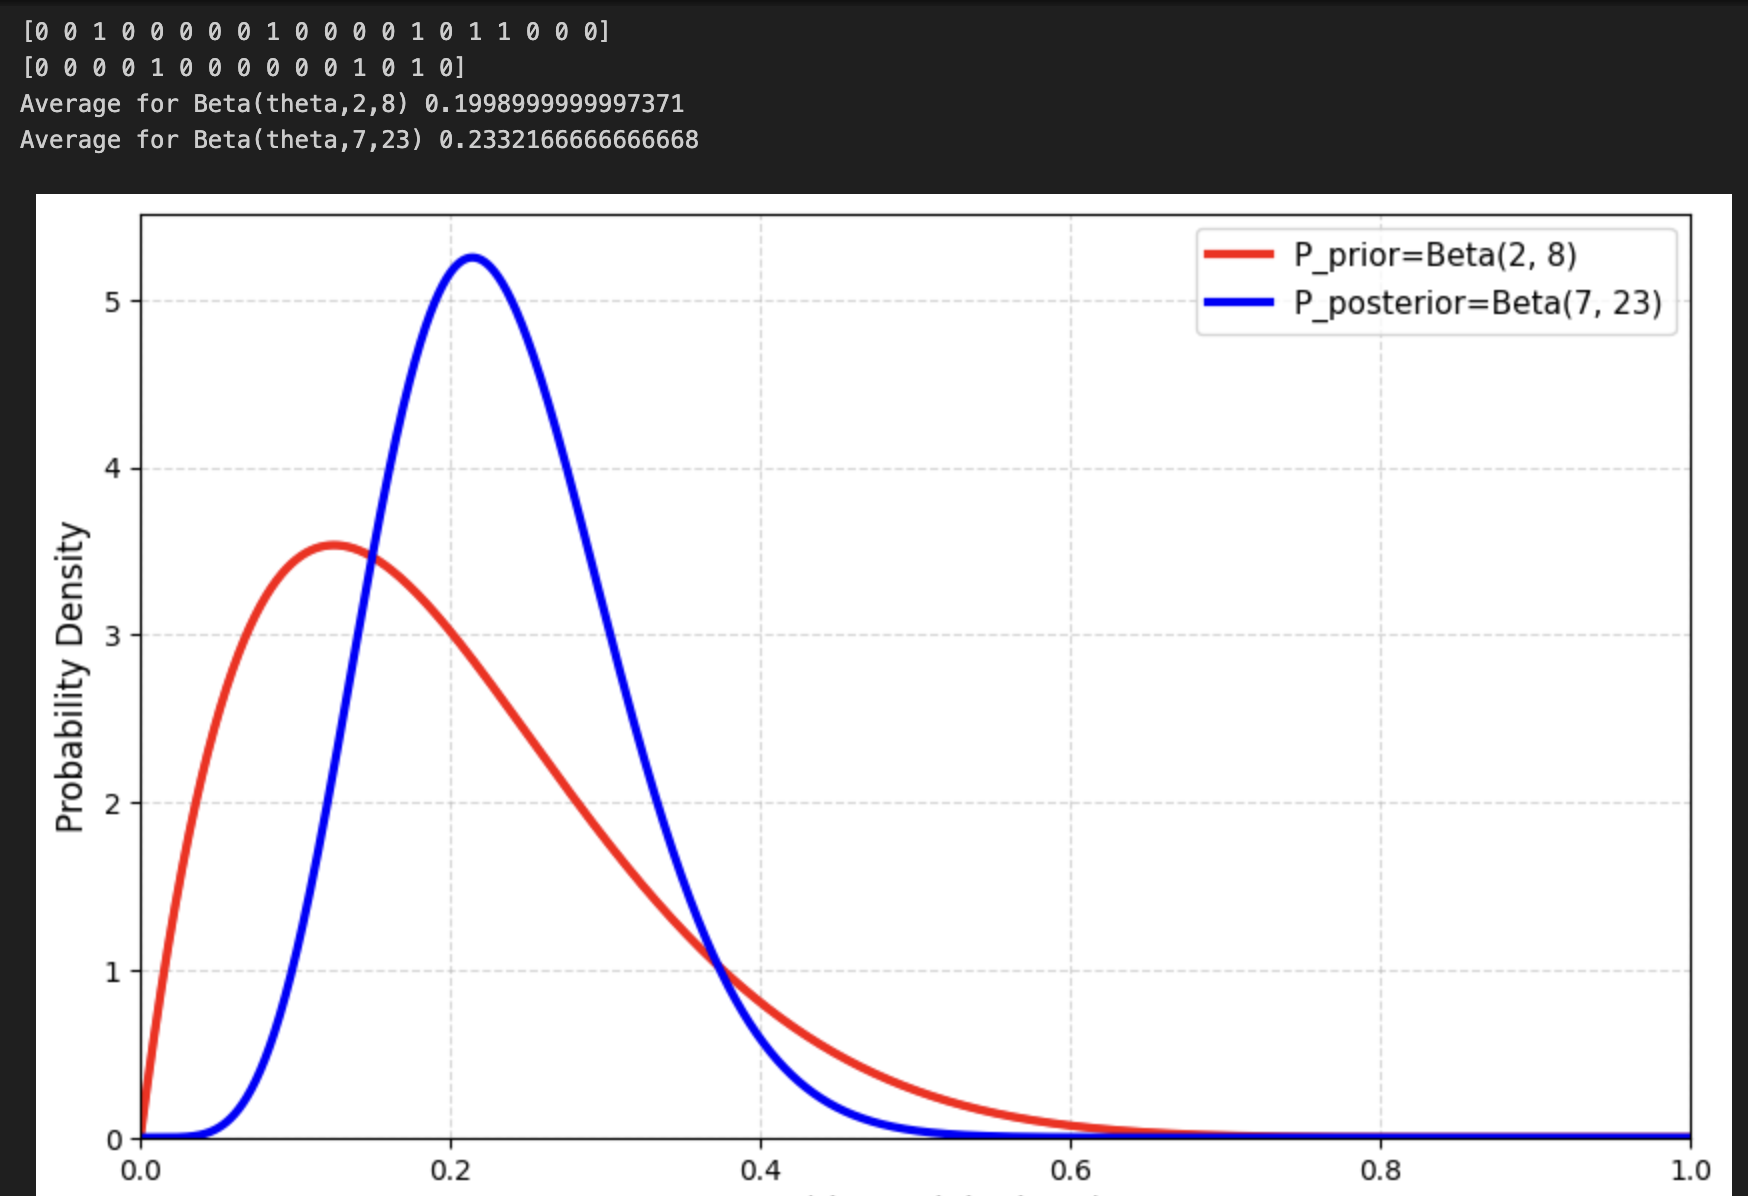 [0 0 1 0 0 0 0 0 1 0 0 0 0 1 0 1 1 0 0 0]
[0 0 0 0 1 0 0 0 0 0 0 1 0 1 0]
Average for Beta(theta,2,8) 0.1998999999997371
Average for Beta(theta,7,23) 0.2332166666666668
P_prior=Beta(2, 8)
P_posterior=Beta(7, 23)
Probability Density
5
4
3
2
1
0
0.0 0.2 0.4 0.6 0.8 1.0